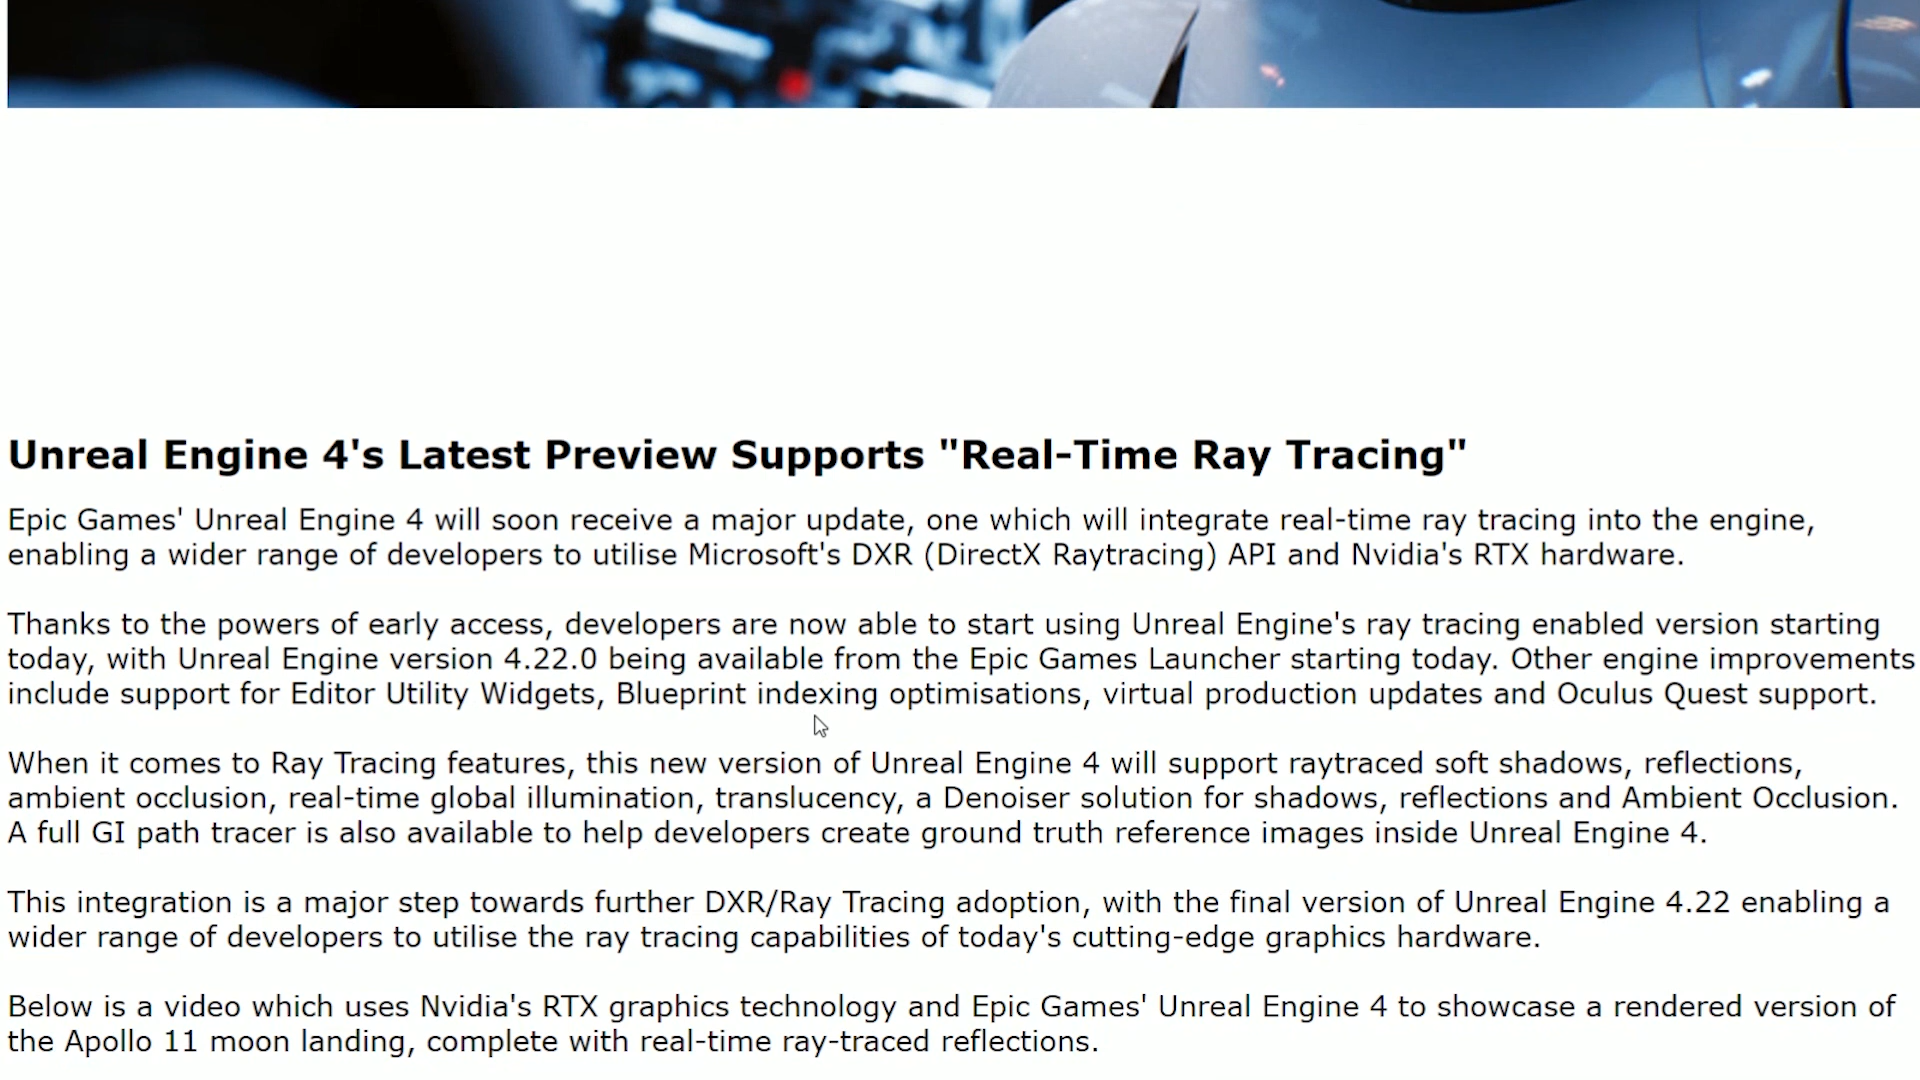 Unreal Engine 4's Latest Preview Supports "Real-Time Ray Tracing"
Epic Games' Unreal Engine 4 will soon receive a major update, one which will integrate real-time ray tracing into the engine,
enabling a wider range of developers to utilise Microsoft's DXR (DirectX Raytracing) API and Nvidia's RTX hardware.
Thanks to the powers of early access, developers are now able to start using Unreal Engine's ray tracing enabled version starting
today, with Unreal Engine version 4.22.0 being available from the Epic Games Launcher starting today. Other engine improvements
include support for Editor Utility Widgets, Blueprint indexing optimisations, virtual production updates and Oculus Quest support.
When it comes to Ray Tracing features, this new version of Unreal Engine 4 will support raytraced soft shadows, reflections,
ambient occlusion, real-time global illumination, translucency, a Denoiser solution for shadows, reflections and Ambient Occlusion.
A full GI path tracer is also available to help developers create ground truth reference images inside Unreal Engine 4.
This integration is a major step towards further DXR/Ray Tracing adoption, with the final version of Unreal Engine 4.22 enabling a
wider range of developers to utilise the ray tracing capabilities of today's cutting-edge graphics hardware.
Below is a video which uses Nvidia's RTX graphics technology and Epic Games' Unreal Engine 4 to showcase a rendered version of
the Apollo 11 moon landing, complete with real-time ray-traced reflections.